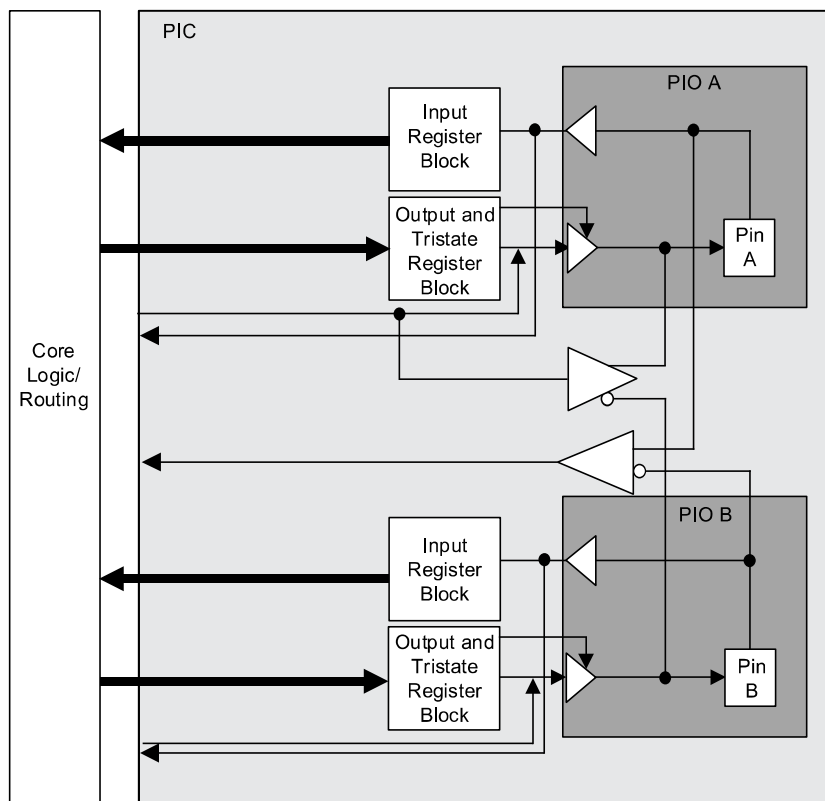 PIC
PIO A
Input
Register
Block
Output and
Tristate
Register
Block
Pin
A
Core
Logic/
Routing
PIO B
Input
Register
Block
Output and
Tristate
Register
Block
Pin
B